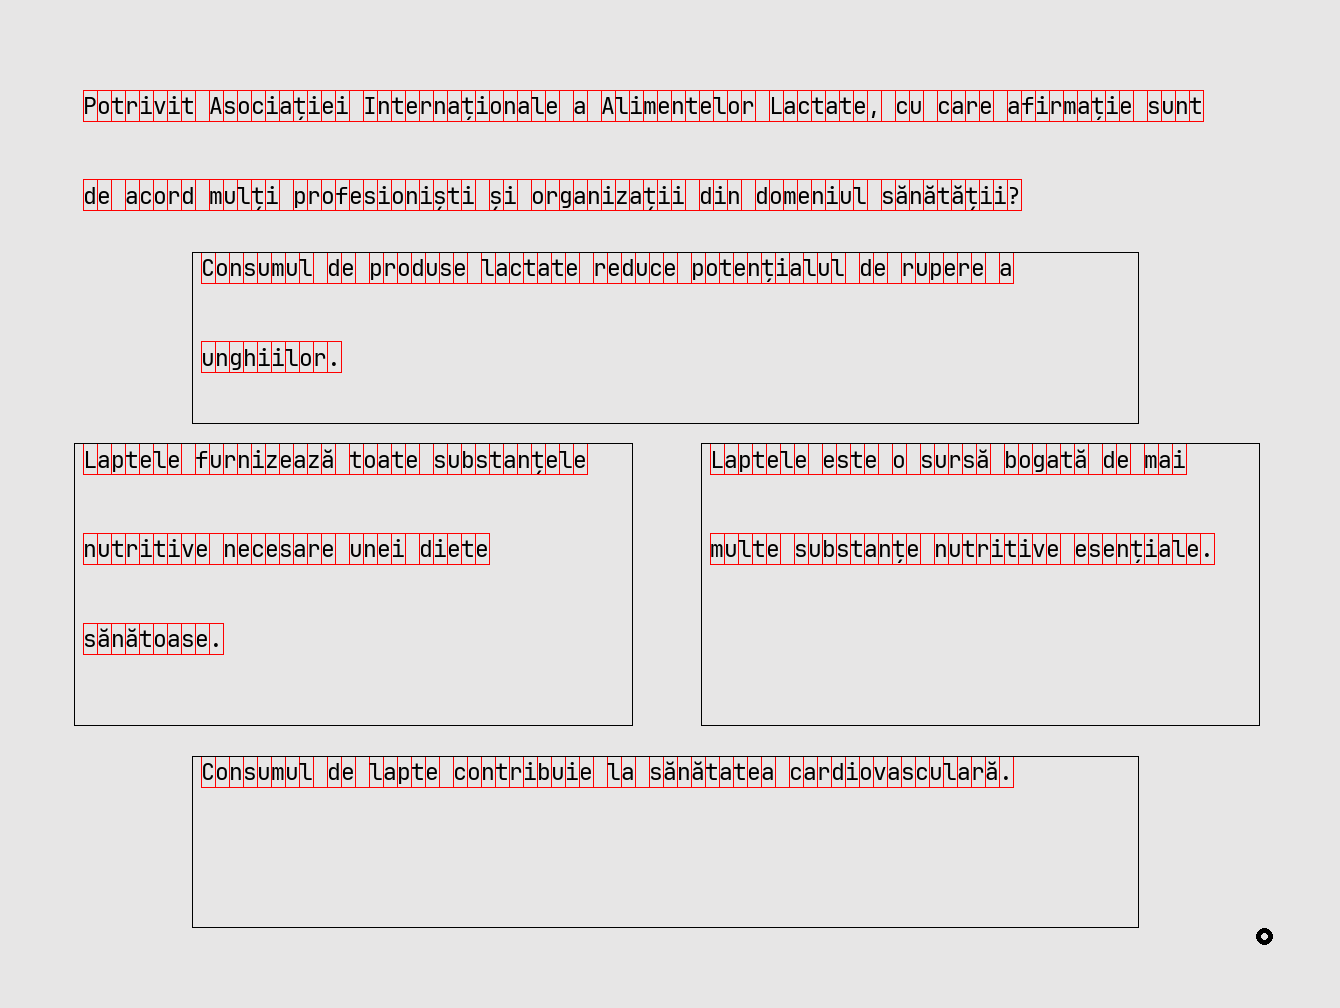 Potrivit Asociației Internaționale a Alimentelor Lactate, cu care afirmație sunt
de acord mulți profesioniști și organizații din domeniul sănătății?
Consumul de produse lactate reduce potențialul de rupere a
unghiilor.
Laptele furnizează toate substanțele
nutritive necesare unei diete
sănătoase.
Laptele este o sursă bogată de mai
multe substanțe nutritive esențiale.
Consumul de lapte contribuie la sănătatea cardiovasculară.